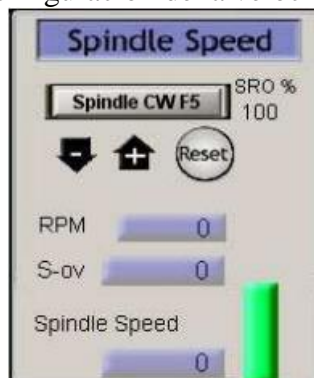 Spindle Speed
Spindle CW F5
SRO %
100
-
+
Reset
RPM
0
S-ov
0
Spindle Speed
0